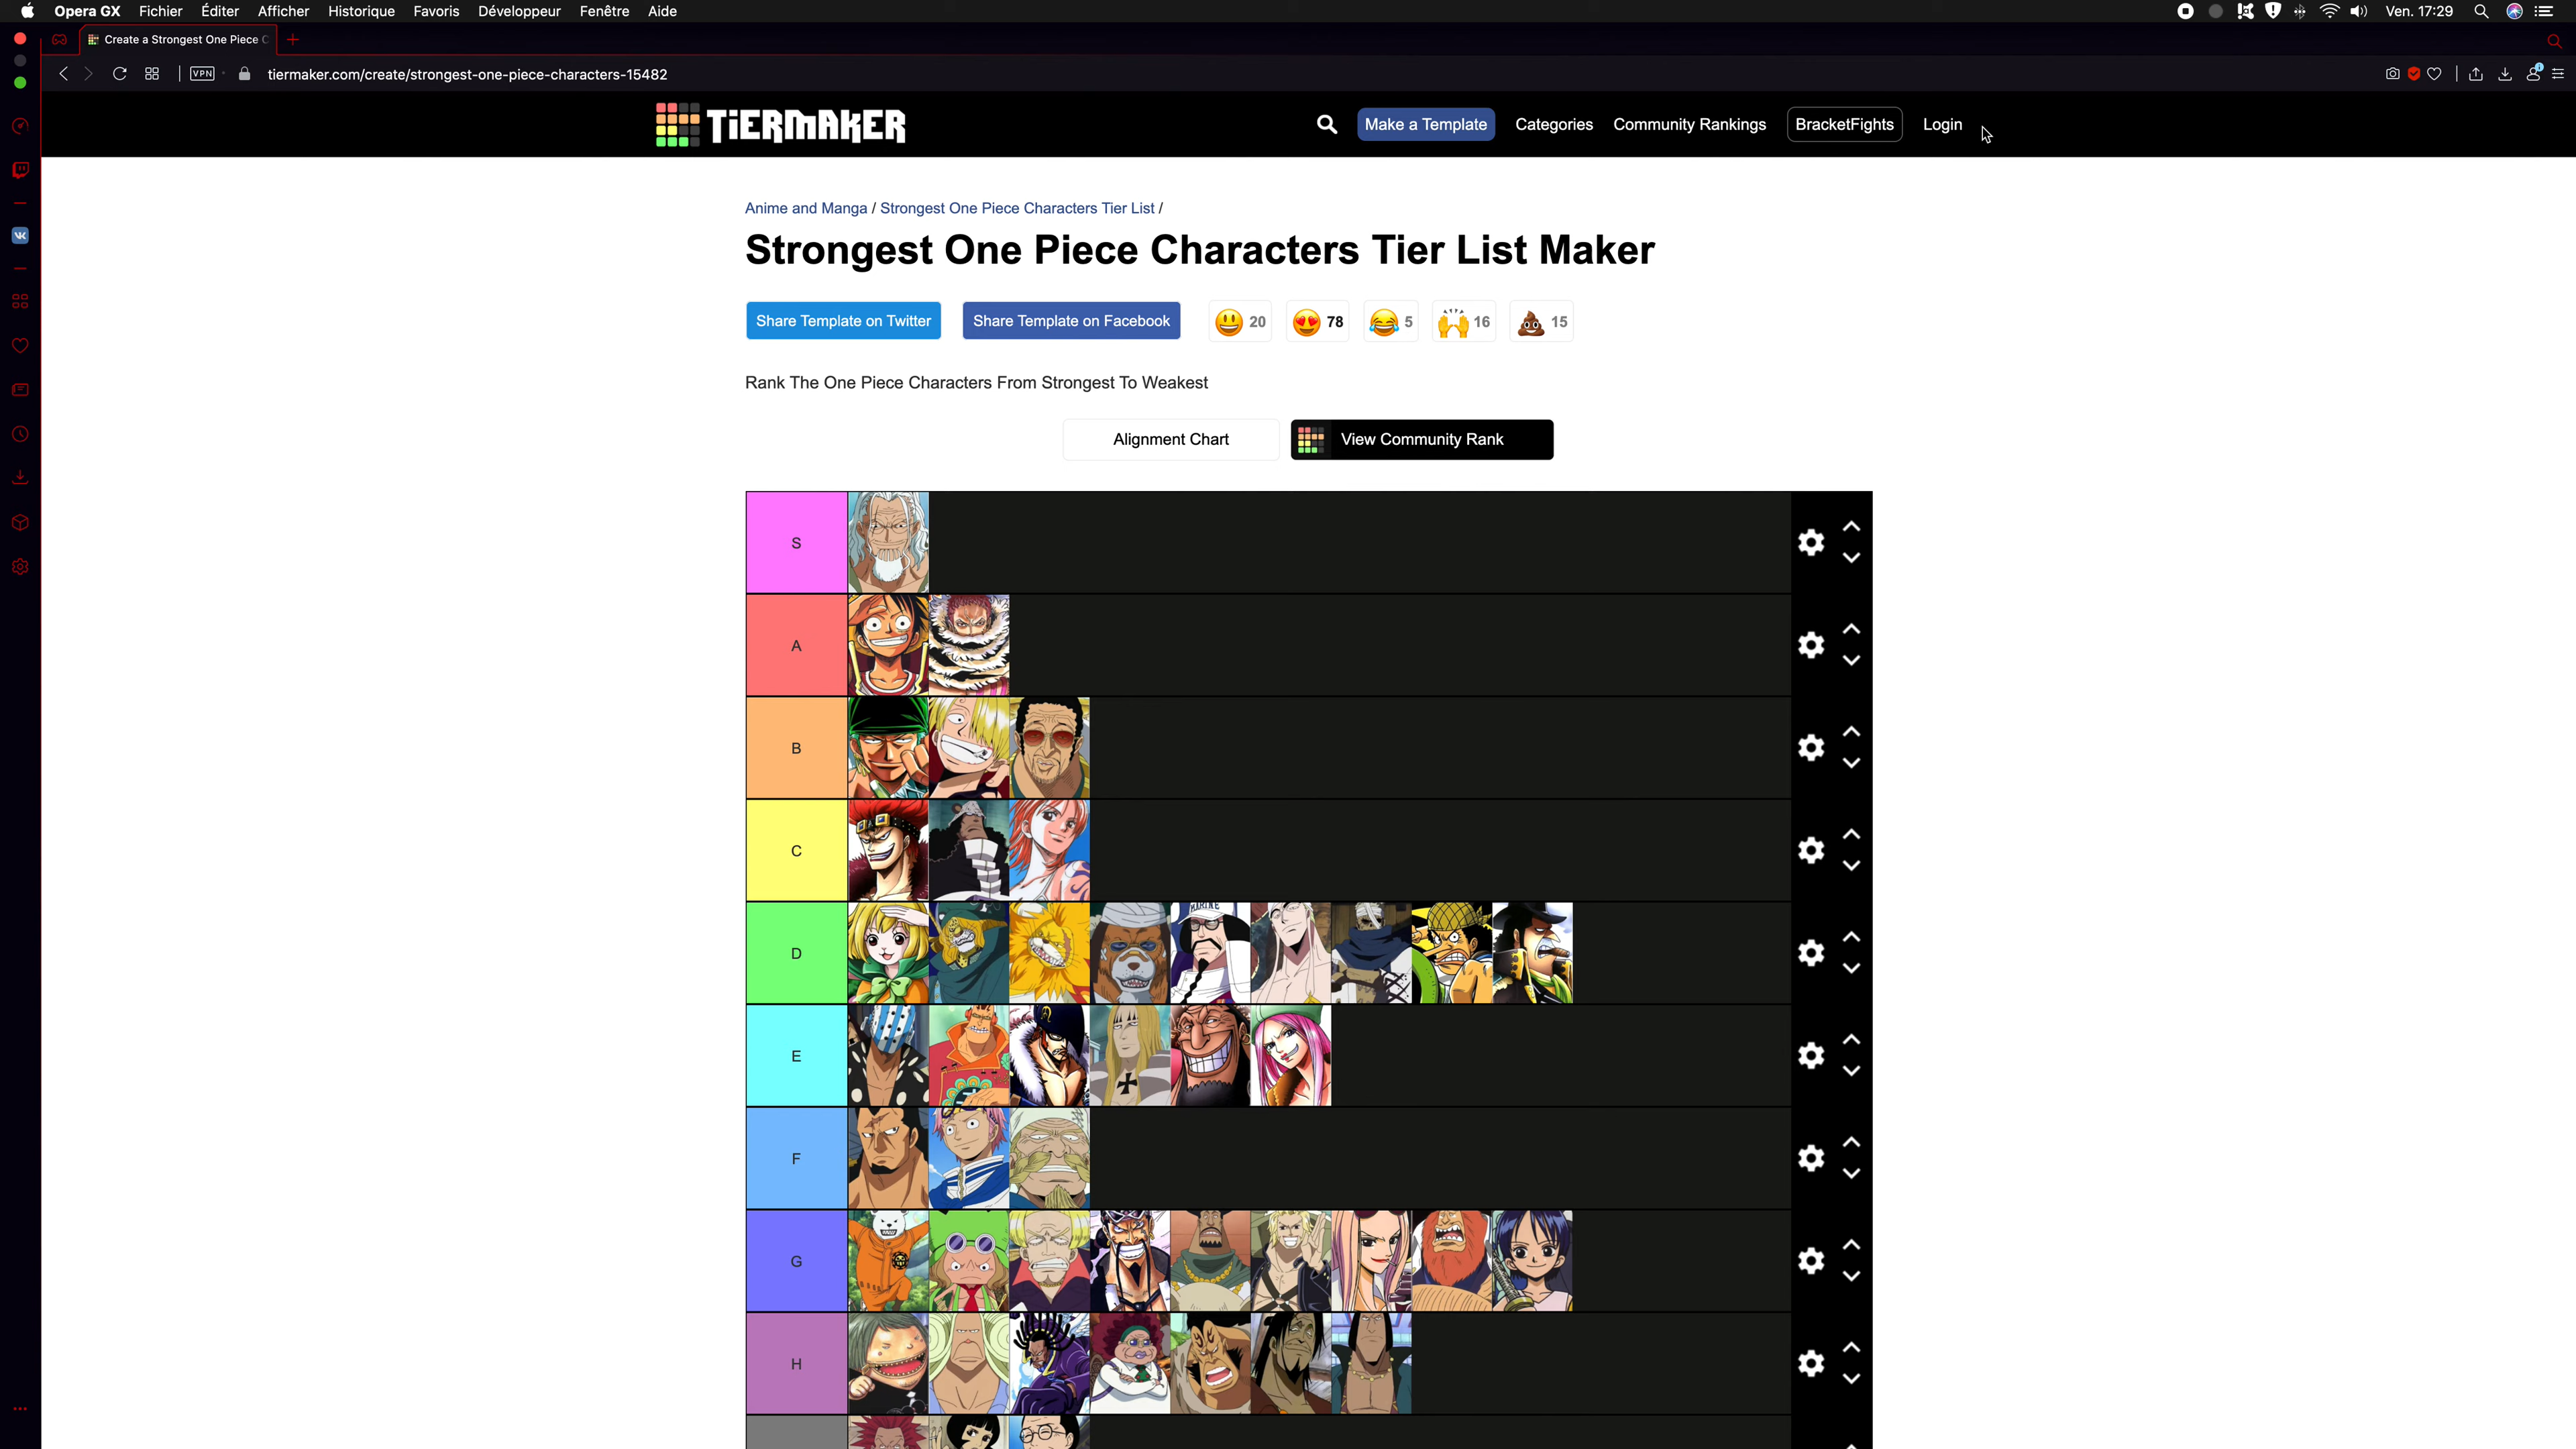 Opera GX Fichier Éditer Afficher Historique Favoris Développeur Fenêtre Aide Ven. 17:29
Create a Strongest One Piece C
VPN tiermaker.com/create/strongest-one-piece-characters-15482
TiERMAKER Make a Template Categories Community Rankings BracketFights Login
Anime and Manga / Strongest One Piece Characters Tier List /
Strongest One Piece Characters Tier List Maker
Share Template on Twitter Share Template on Facebook 20 78 5 16 15
Rank The One Piece Characters From Strongest To Weakest
Alignment Chart View Community Rank
S
A
B
C
D
MARINE
E
F
G
H